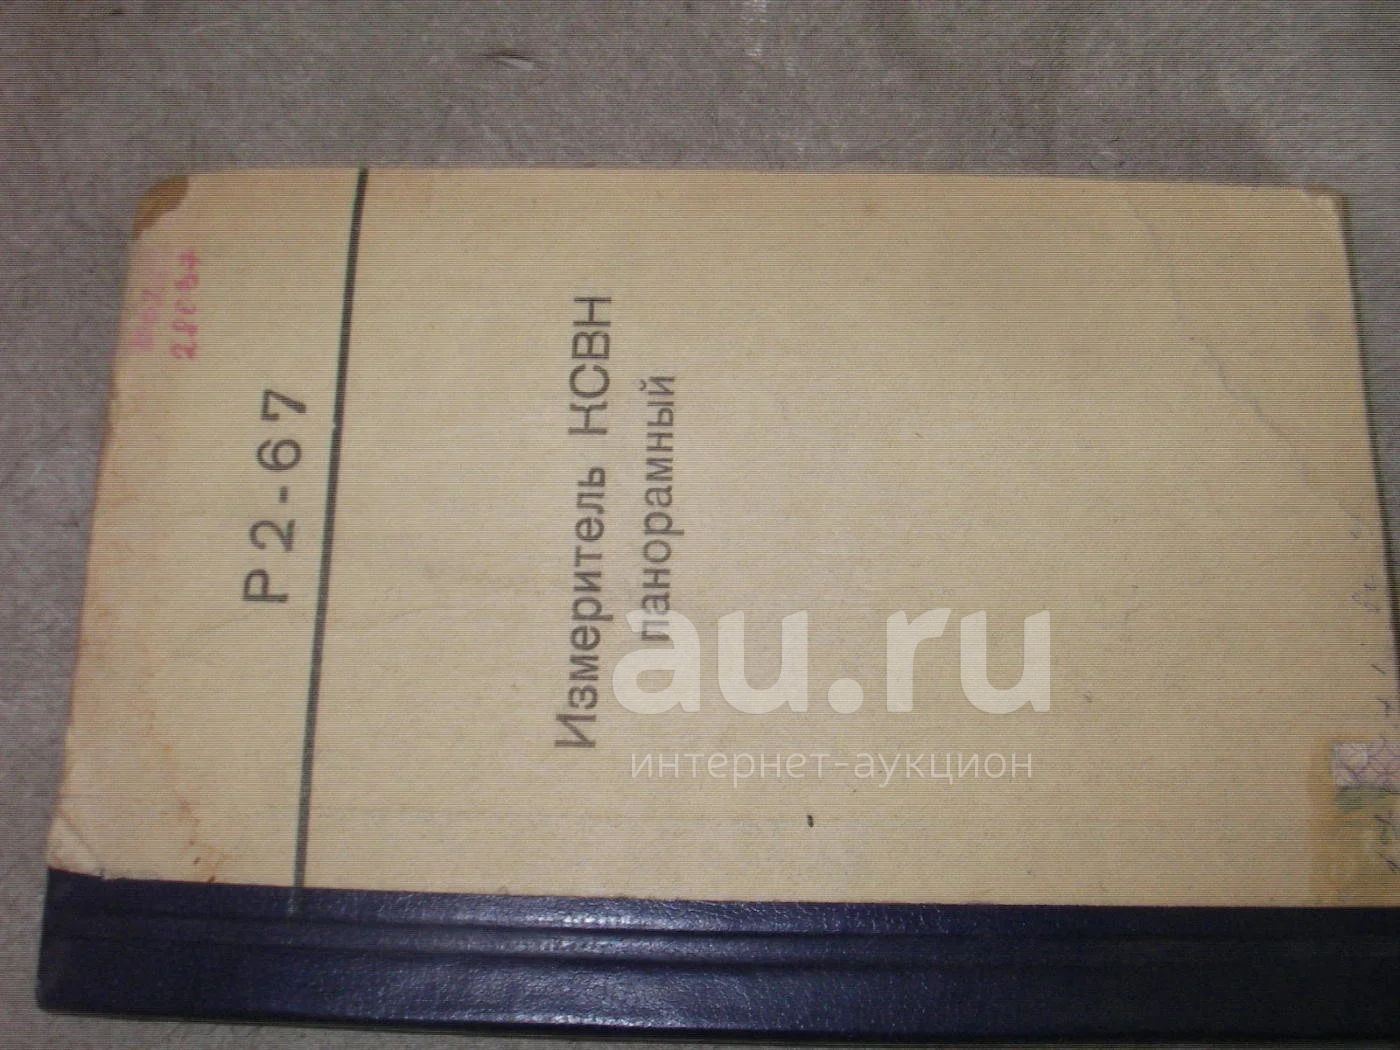 Р2-67
Измеритель КСВН
панорамный
au.ru
интернет-аукцион